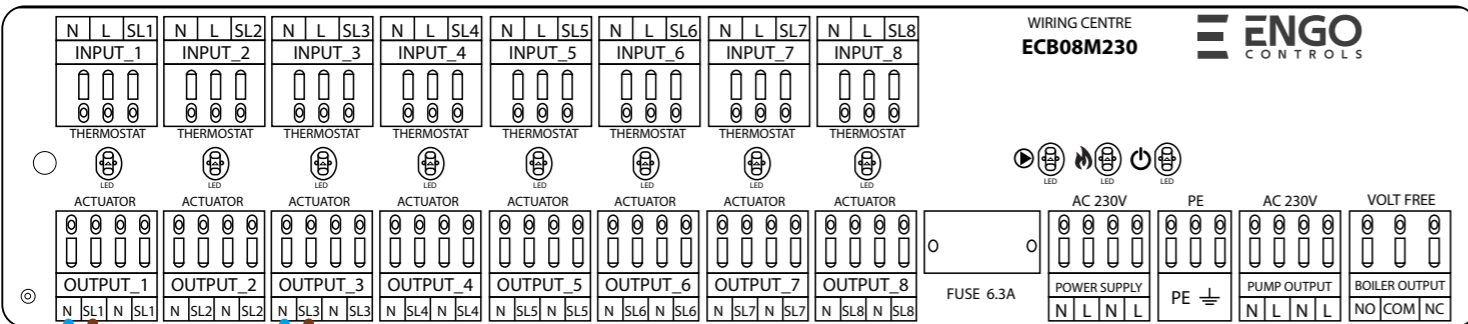 N L SL1 N L SL2 N L SL3 N L SL4 N L SL5 N L SL6 N L SL7 N L SL8
INPUT_1 INPUT_2 INPUT_3 INPUT_4 INPUT_5 INPUT_6 INPUT_7 INPUT_8
THERMOSTAT THERMOSTAT THERMOSTAT THERMOSTAT THERMOSTAT THERMOSTAT THERMOSTAT THERMOSTAT
LED LED LED LED LED LED LED LED
WIRING CENTRE
ECB08M230
ENGO
CONTROLS
LED LED LED
ACTUATOR ACTUATOR ACTUATOR ACTUATOR ACTUATOR ACTUATOR ACTUATOR ACTUATOR
OUTPUT_1 OUTPUT_2 OUTPUT_3 OUTPUT_4 OUTPUT_5 OUTPUT_6 OUTPUT_7 OUTPUT_8
N SL1 N SL1 N SL2 N SL2 N SL3 N SL3 N SL4 N SL4 N SL5 N SL5 N SL6 N SL6 N SL7 N SL7 N SL8 N SL8
FUSE 6.3A
AC 230V PE AC 230V VOLT FREE
POWER SUPPLY PE PUMP OUTPUT BOILER OUTPUT
N L N L N L N L NO COM NC